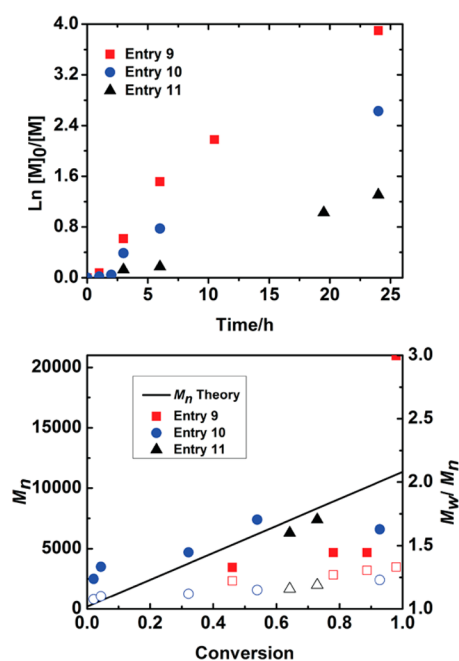 4.0
3.2
2.4
1.6
0.8
0.0
Ln [M]0/[M]
Entry 9
Entry 10
Entry 11
0 5 10 15 20 25
Time/h
20000
15000
10000
5000
0
Mn
Mn Theory
Entry 9
Entry 10
Entry 11
3.0
2.5
2.0
1.5
1.0
Mw/ Mn
0.0 0.2 0.4 0.6 0.8 1.0
Conversion